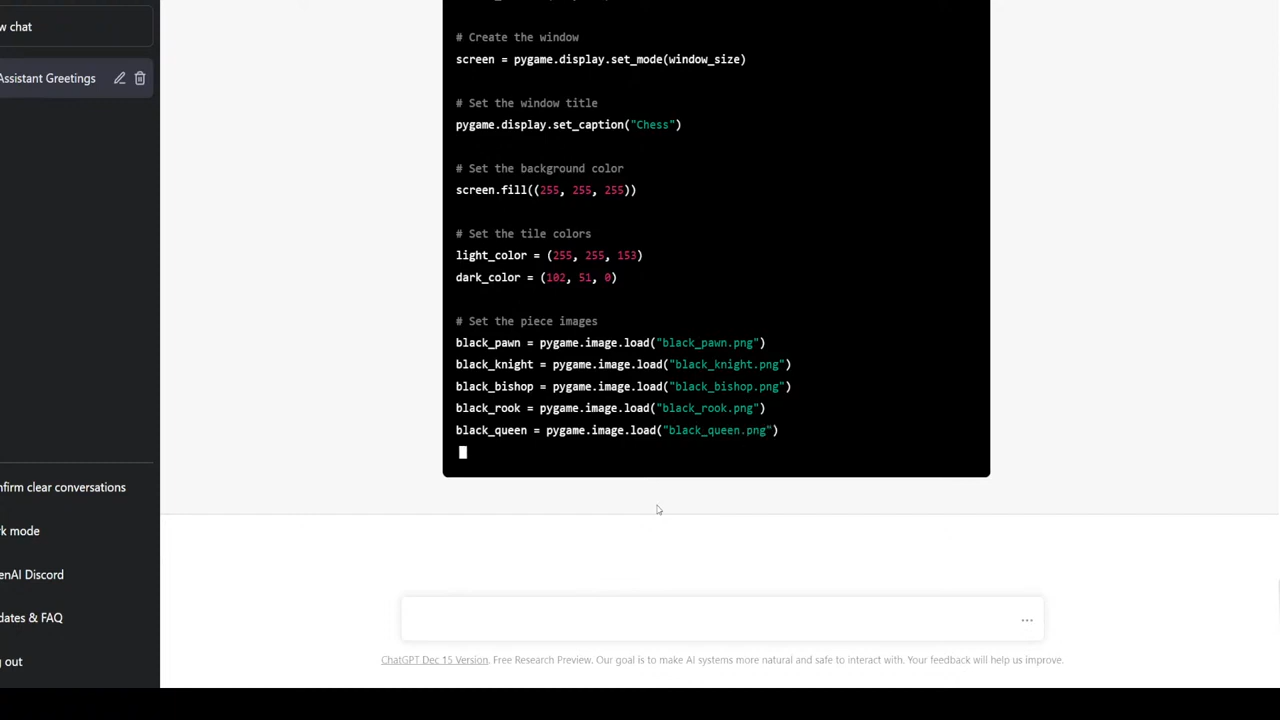 w chat
Assistant Greetings
# Create the window
screen = pygame.display.set_mode(window_size)
# Set the window title
pygame.display.set_caption("Chess")
# Set the background color
screen.fill((255, 255, 255))
# Set the tile colors
light_color = (255, 255, 153)
dark_color = (102, 51, 0)
# Set the piece images
black_pawn = pygame.image.load("black_pawn.png")
black_knight = pygame.image.load("black_knight.png")
black_bishop = pygame.image.load("black_bishop.png")
black_rook = pygame.image.load("black_rook.png")
black_queen = pygame.image.load("black_queen.png")
nfirm clear conversations
rk mode
enAI Discord
dates & FAQ
g out
ChatGPT Dec 15 Version. Free Research Preview. Our goal is to make AI systems more natural and safe to interact with. Your feedback will help us improve.